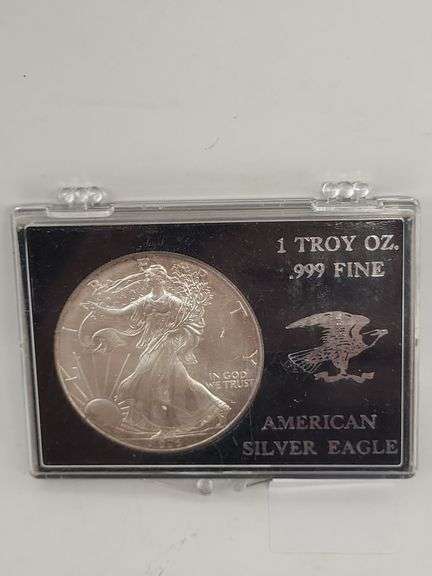 LIBERTY
IN GOD
WE TRUST
1 TROY OZ.
.999 FINE
AMERICAN
SILVER EAGLE